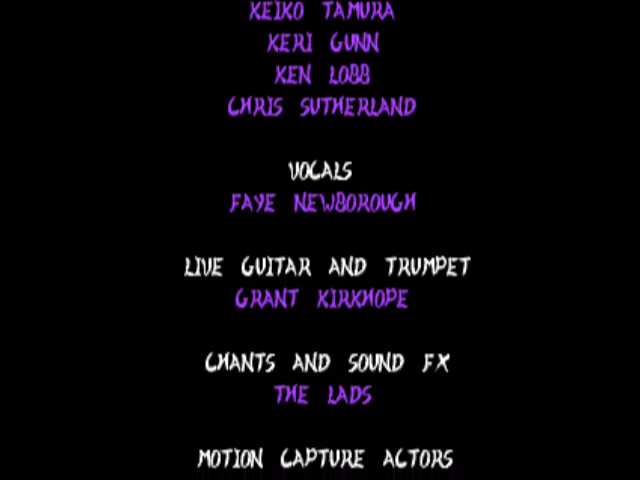 KEIKO TAMURA
KERI GUNN
KEN LOBB
CHRIS SUTHERLAND
VOCALS
FAYE NEWBOROUGH
LIVE GUITAR AND TRUMPET
GRANT KIRKHOPE
CHANTS AND SOUND FX
THE LADS
MOTION CAPTURE ACTORS